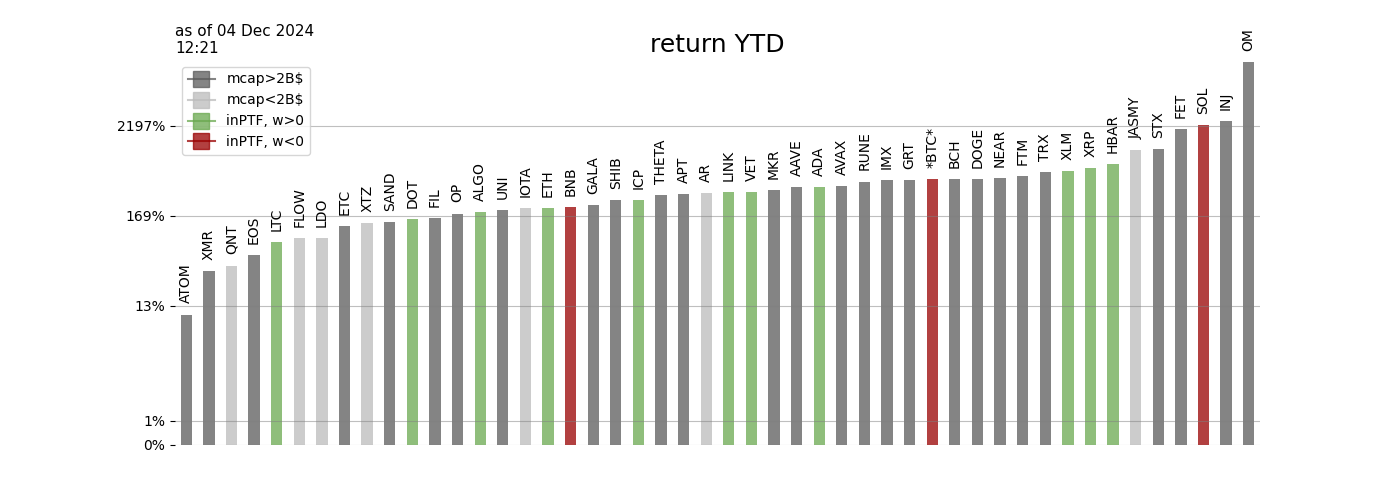 as of 04 Dec 2024
12:21
return YTD
mcap>2B$
mcap<2B$
inPTF, w>0
inPTF, w<0
2197%
169%
13%
1%
0%
ATOM
XMR
QNT
EOS
LTC
FLOW
LDO
ETC
XTZ
SAND
DOT
FIL
OP
ALGO
UNI
IOTA
ETH
BNB
GALA
SHIB
ICP
THETA
APT
AR
LINK
VET
MKR
AAVE
ADA
AVAX
RUNE
IMX
GRT
*BTC*
BCH
DOGE
NEAR
FTM
TRX
XLM
XRP
HBAR
JASMY
STX
FET
SOL
INJ
OM